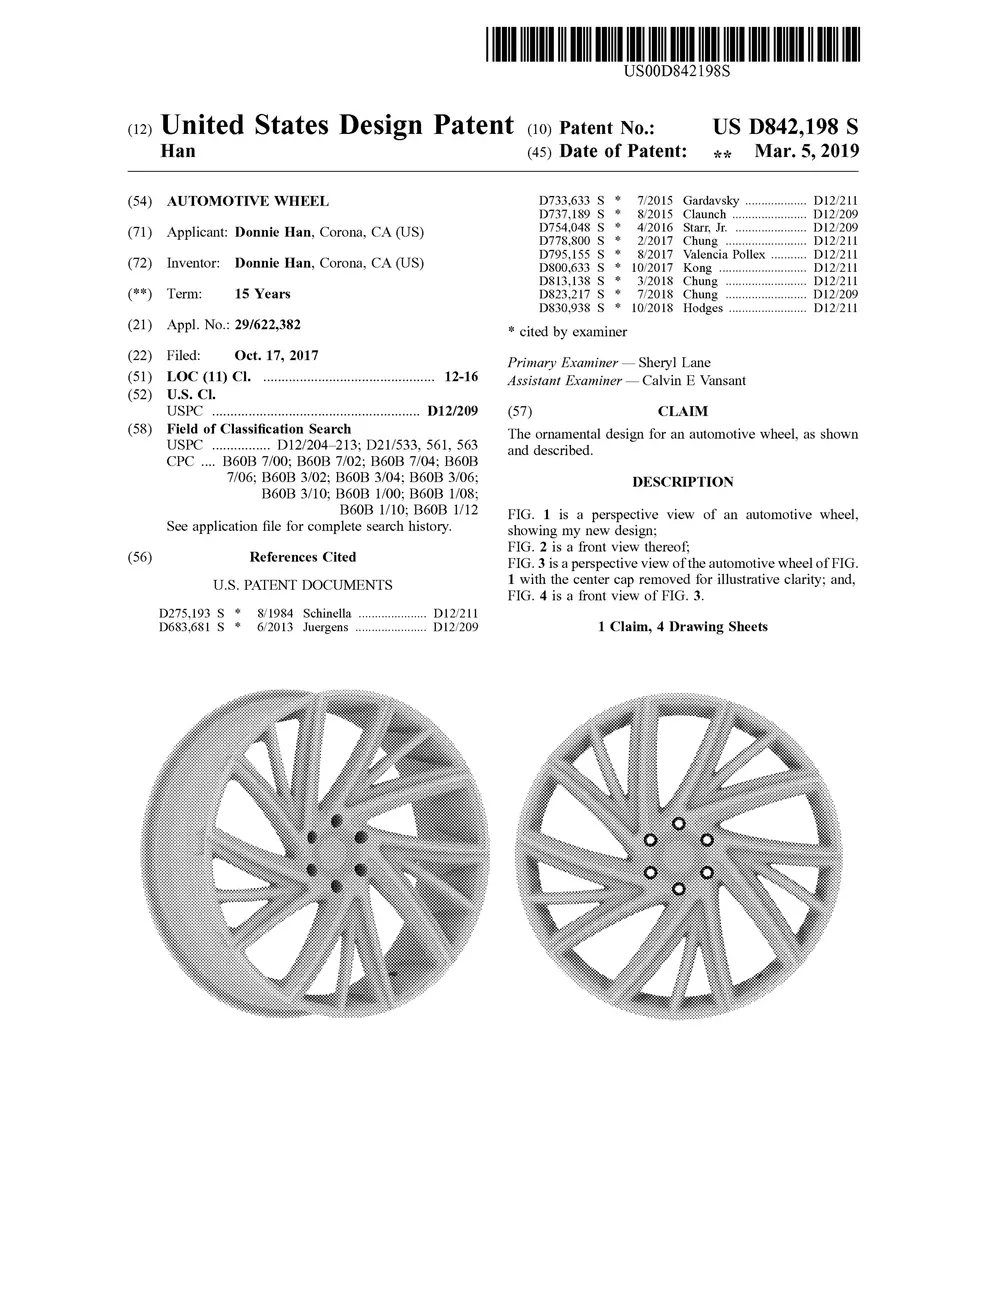 US00D842198S
(12) United States Design Patent
Han
(10) Patent No.: US D842,198 S
(45) Date of Patent: ** Mar. 5, 2019
(54) AUTOMOTIVE WHEEL
(71) Applicant: Donnie Han, Corona, CA (US)
(72) Inventor: Donnie Han, Corona, CA (US)
(**) Term: 15 Years
(21) Appl. No.: 29/622,382
(22) Filed: Oct. 17, 2017
(51) LOC (11) Cl. .............................................. 12-16
(52) U.S. Cl.
USPC ........................................................ D12/209
(58) Field of Classification Search
USPC ................ D12/204–213; D21/533, 561, 563
CPC .... B60B 7/00; B60B 7/02; B60B 7/04; B60B
7/06; B60B 3/02; B60B 3/04; B60B 3/06;
B60B 3/10; B60B 1/00; B60B 1/08;
B60B 1/10; B60B 1/12
See application file for complete search history.
(56) References Cited
U.S. PATENT DOCUMENTS
D275,193 S * 8/1984 Schinella ..................... D12/211
D683,681 S * 6/2013 Juergens ...................... D12/209
D733,633 S * 7/2015 Gardavsky ................... D12/211
D737,189 S * 8/2015 Claunch ....................... D12/209
D754,048 S * 4/2016 Starr, Jr. ...................... D12/209
D778,800 S * 2/2017 Chung ......................... D12/211
D795,155 S * 8/2017 Valencia Pollex ........... D12/211
D800,633 S * 10/2017 Kong ........................... D12/211
D813,138 S * 3/2018 Chung ......................... D12/211
D823,217 S * 7/2018 Chung ......................... D12/209
D830,938 S * 10/2018 Hodges ........................ D12/211
* cited by examiner
Primary Examiner — Sheryl Lane
Assistant Examiner — Calvin E Vansant
(57) CLAIM
The ornamental design for an automotive wheel, as shown
and described.
DESCRIPTION
FIG. 1 is a perspective view of an automotive wheel,
showing my new design;
FIG. 2 is a front view thereof;
FIG. 3 is a perspective view of the automotive wheel of FIG.
1 with the center cap removed for illustrative clarity; and,
FIG. 4 is a front view of FIG. 3.
1 Claim, 4 Drawing Sheets